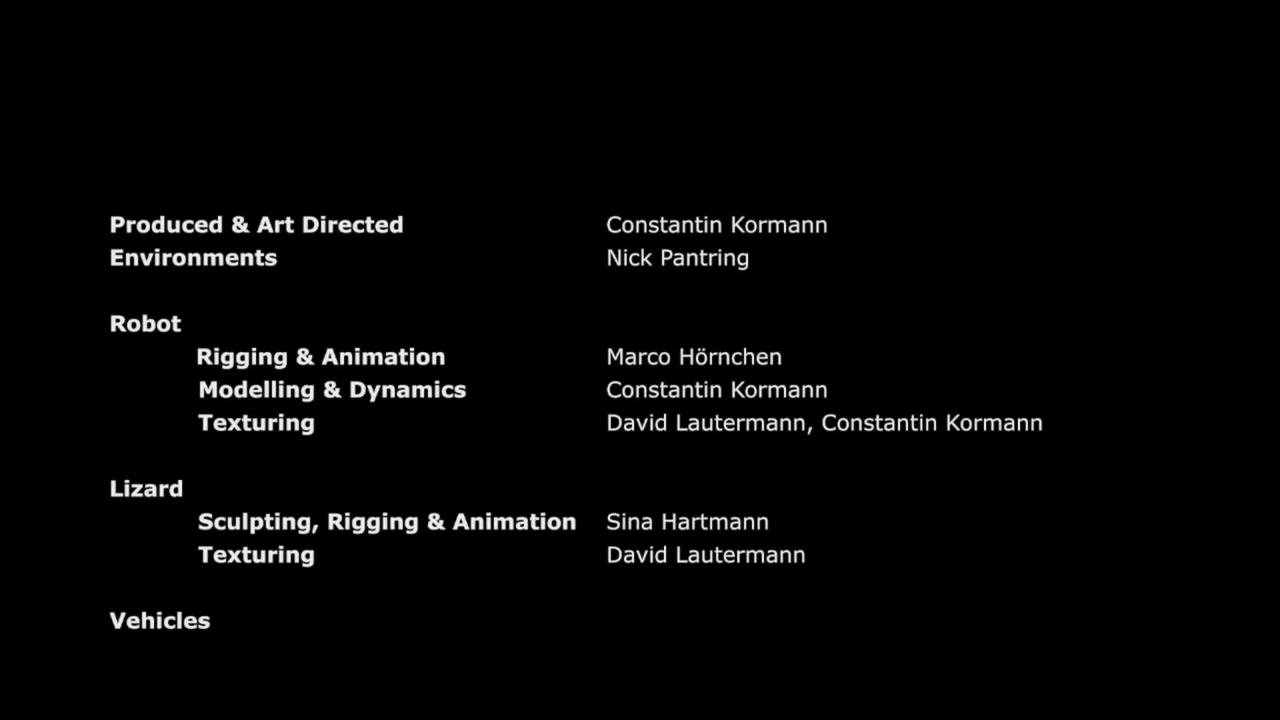 Produced & Art Directed Constantin Kormann
Environments Nick Pantring
Robot
Rigging & Animation Marco Hörnchen
Modelling & Dynamics Constantin Kormann
Texturing David Lautermann, Constantin Kormann
Lizard
Sculpting, Rigging & Animation Sina Hartmann
Texturing David Lautermann
Vehicles